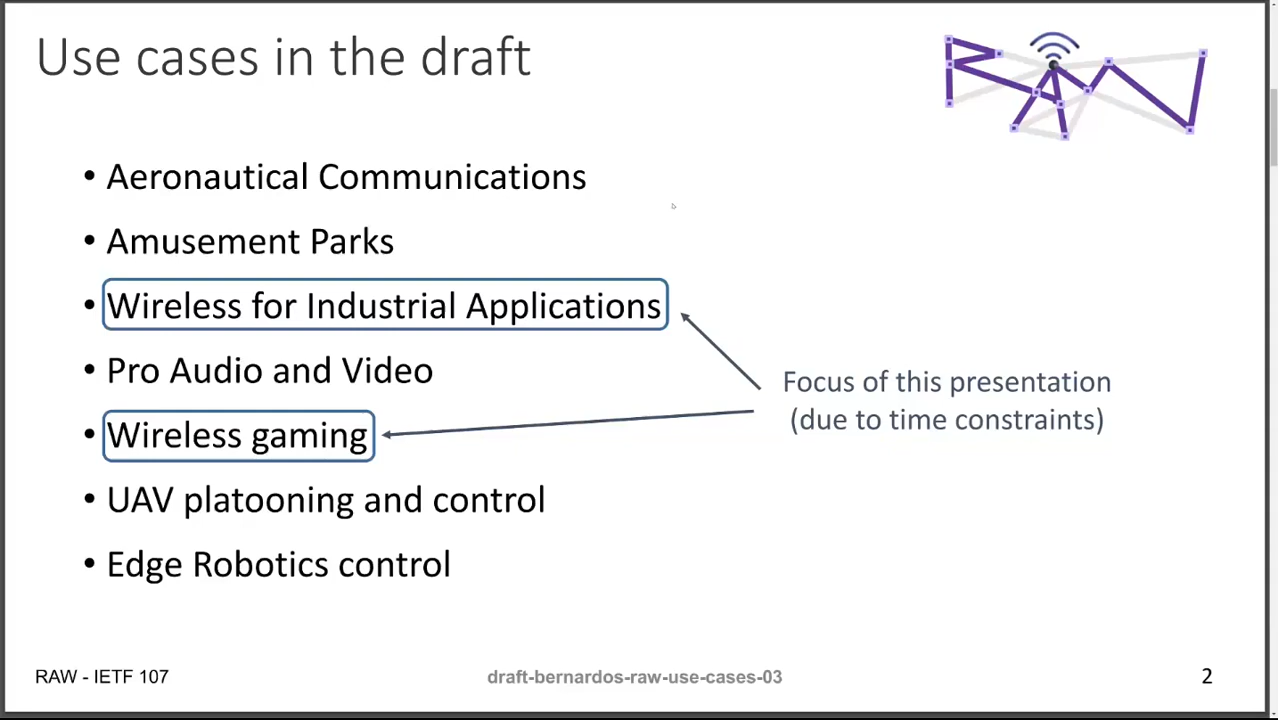 Use cases in the draft
RAW
• Aeronautical Communications
• Amusement Parks
• Wireless for Industrial Applications
• Pro Audio and Video
• Wireless gaming
• UAV platooning and control
• Edge Robotics control
Focus of this presentation
(due to time constraints)
RAW - IETF 107
draft-bernardos-raw-use-cases-03
2